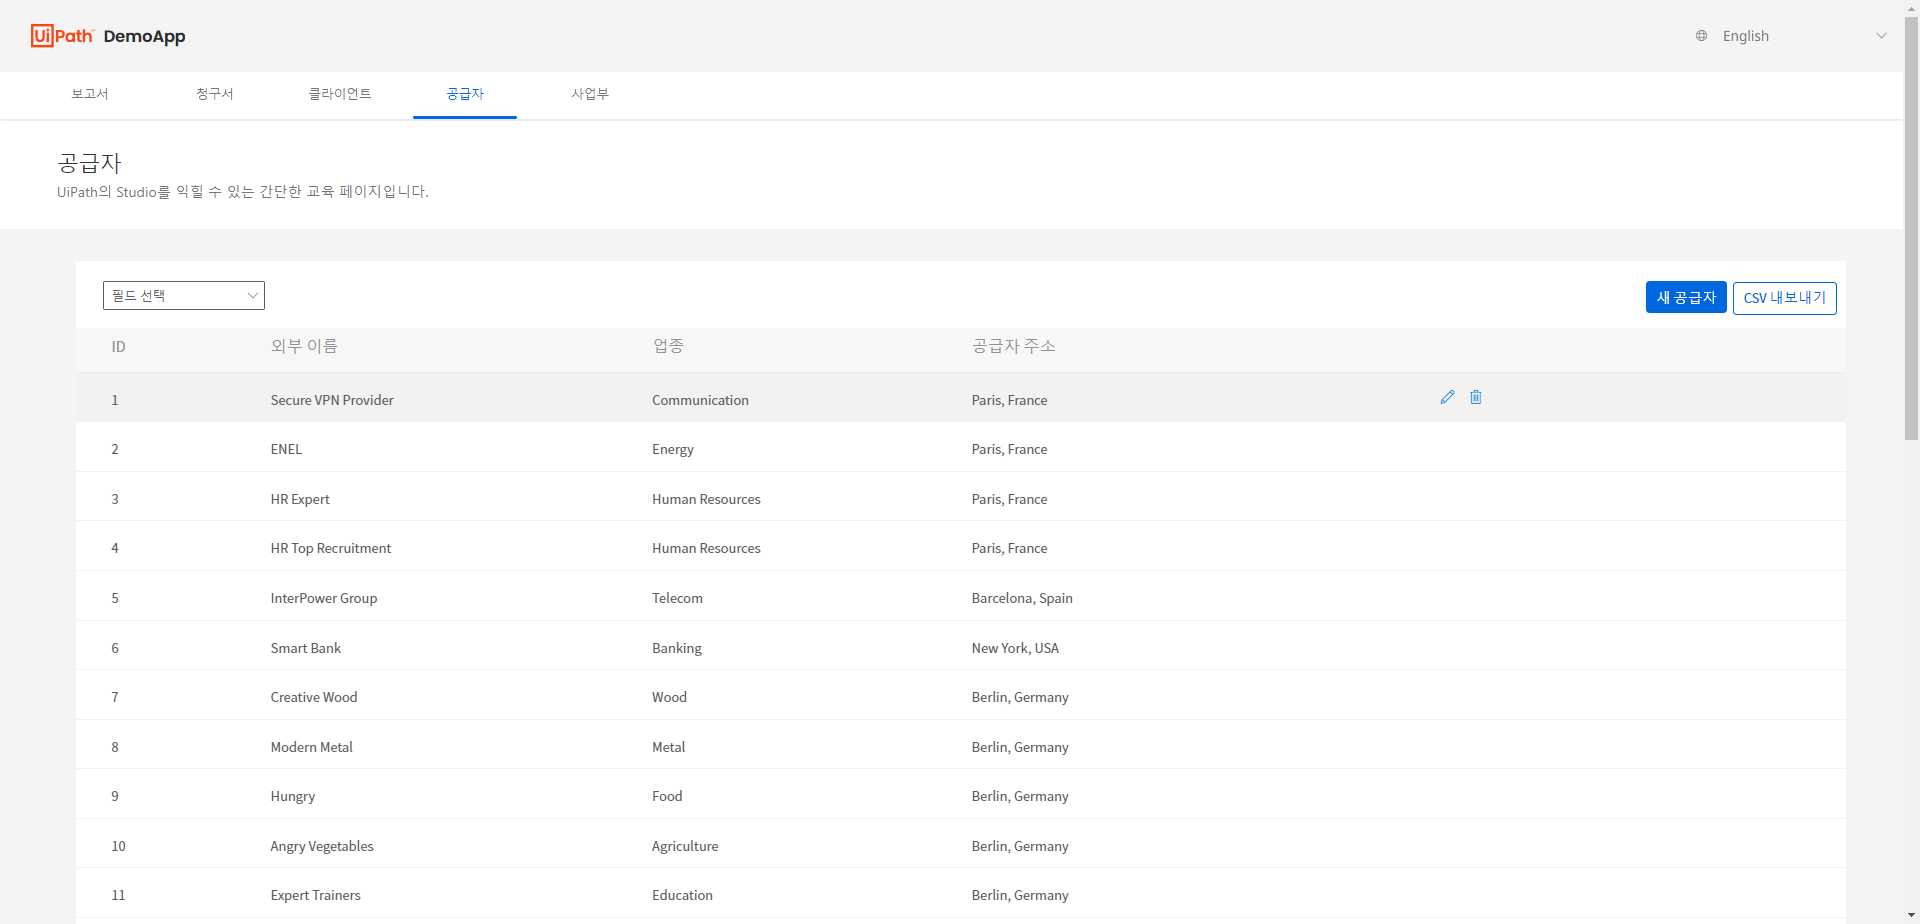 UiPath DemoApp English
보고서 청구서 클라이언트 공급자 사업부
공급자
UiPath의 Studio를 익힐 수 있는 간단한 교육 페이지입니다.
필드 선택 새 공급자 CSV 내보내기
ID 외부 이름 업종 공급자 주소
1 Secure VPN Provider Communication Paris, France
2 ENEL Energy Paris, France
3 HR Expert Human Resources Paris, France
4 HR Top Recruitment Human Resources Paris, France
5 InterPower Group Telecom Barcelona, Spain
6 Smart Bank Banking New York, USA
7 Creative Wood Wood Berlin, Germany
8 Modern Metal Metal Berlin, Germany
9 Hungry Food Berlin, Germany
10 Angry Vegetables Agriculture Berlin, Germany
11 Expert Trainers Education Berlin, Germany